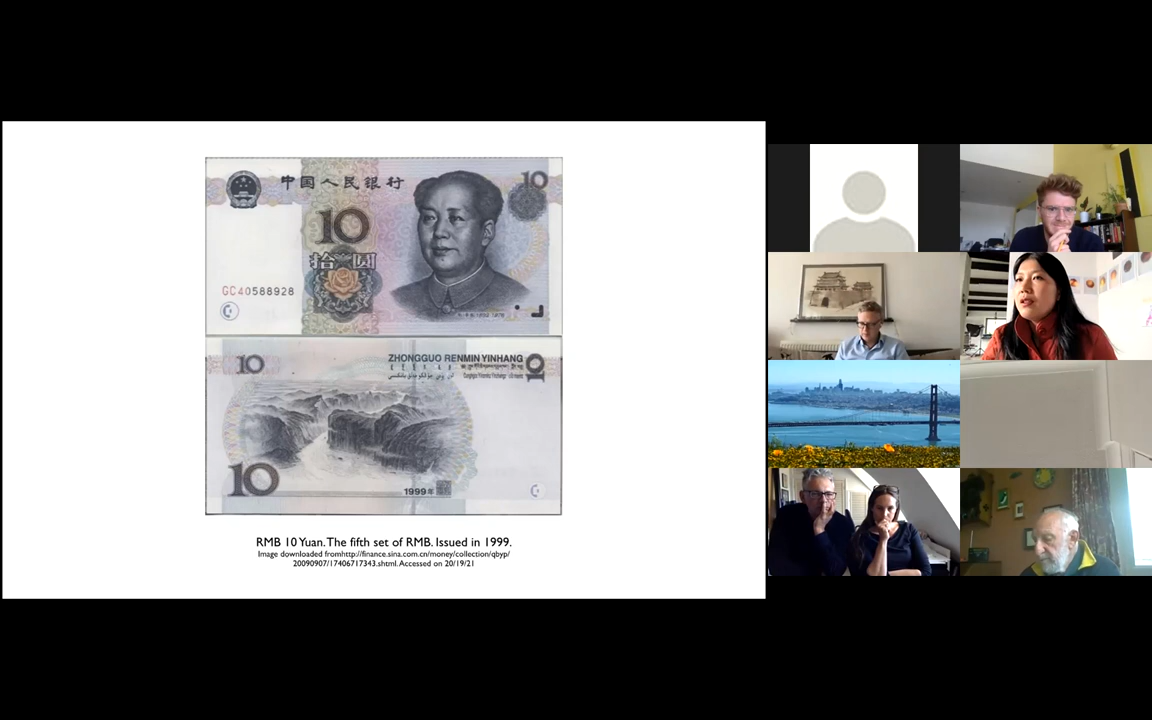 中国人民银行
10
10
拾圆
GC40588928
10
ZHONGGUO RENMIN YINHANG
10
10
1999年
RMB 10 Yuan. The fifth set of RMB. Issued in 1999.
Image downloaded fromhttp://finance.sina.com.cn/money/collection/qbyp/
20090907/17406717343.shtml. Accessed on 20/19/21